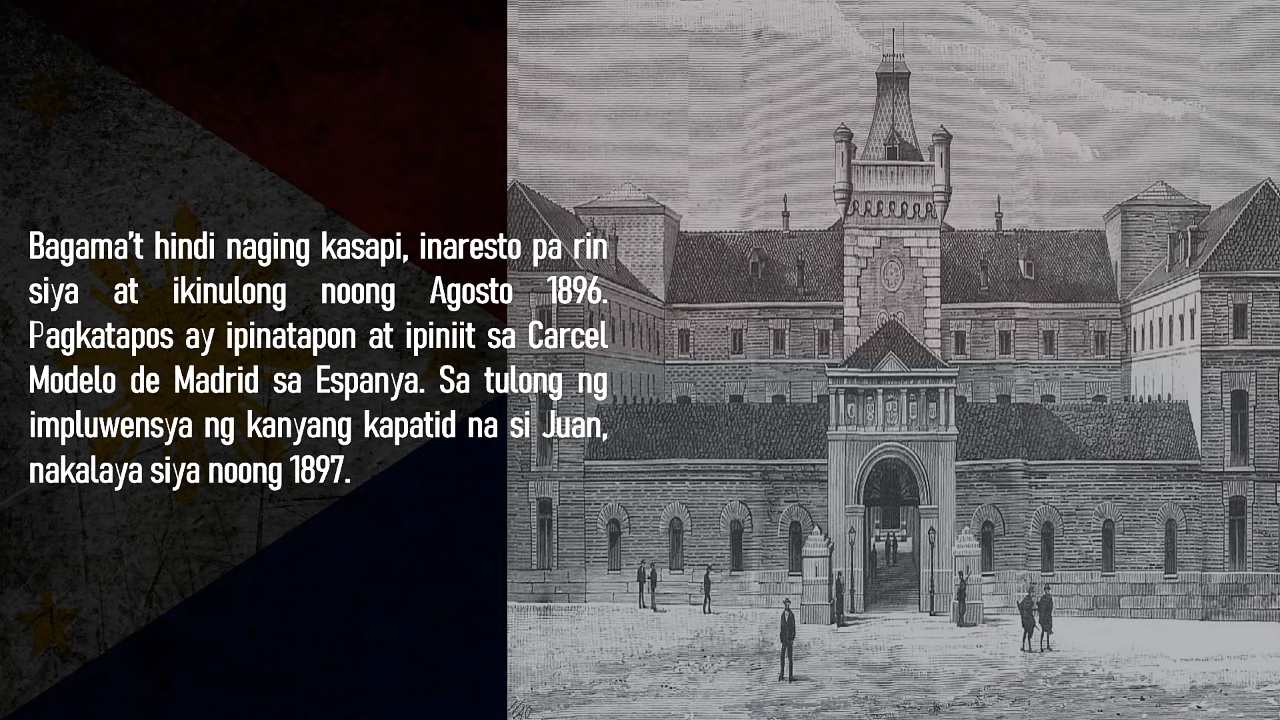 Bagama't hindi naging kasapi, inaresto pa rin
siya at ikinulong noong Agosto 1896.
Pagkatapos ay ipinatapon at ipiniit sa Carcel
Modelo de Madrid sa Espanya. Sa tulong ng
impluwensya ng kanyang kapatid na si Juan,
nakalaya siya noong 1897.